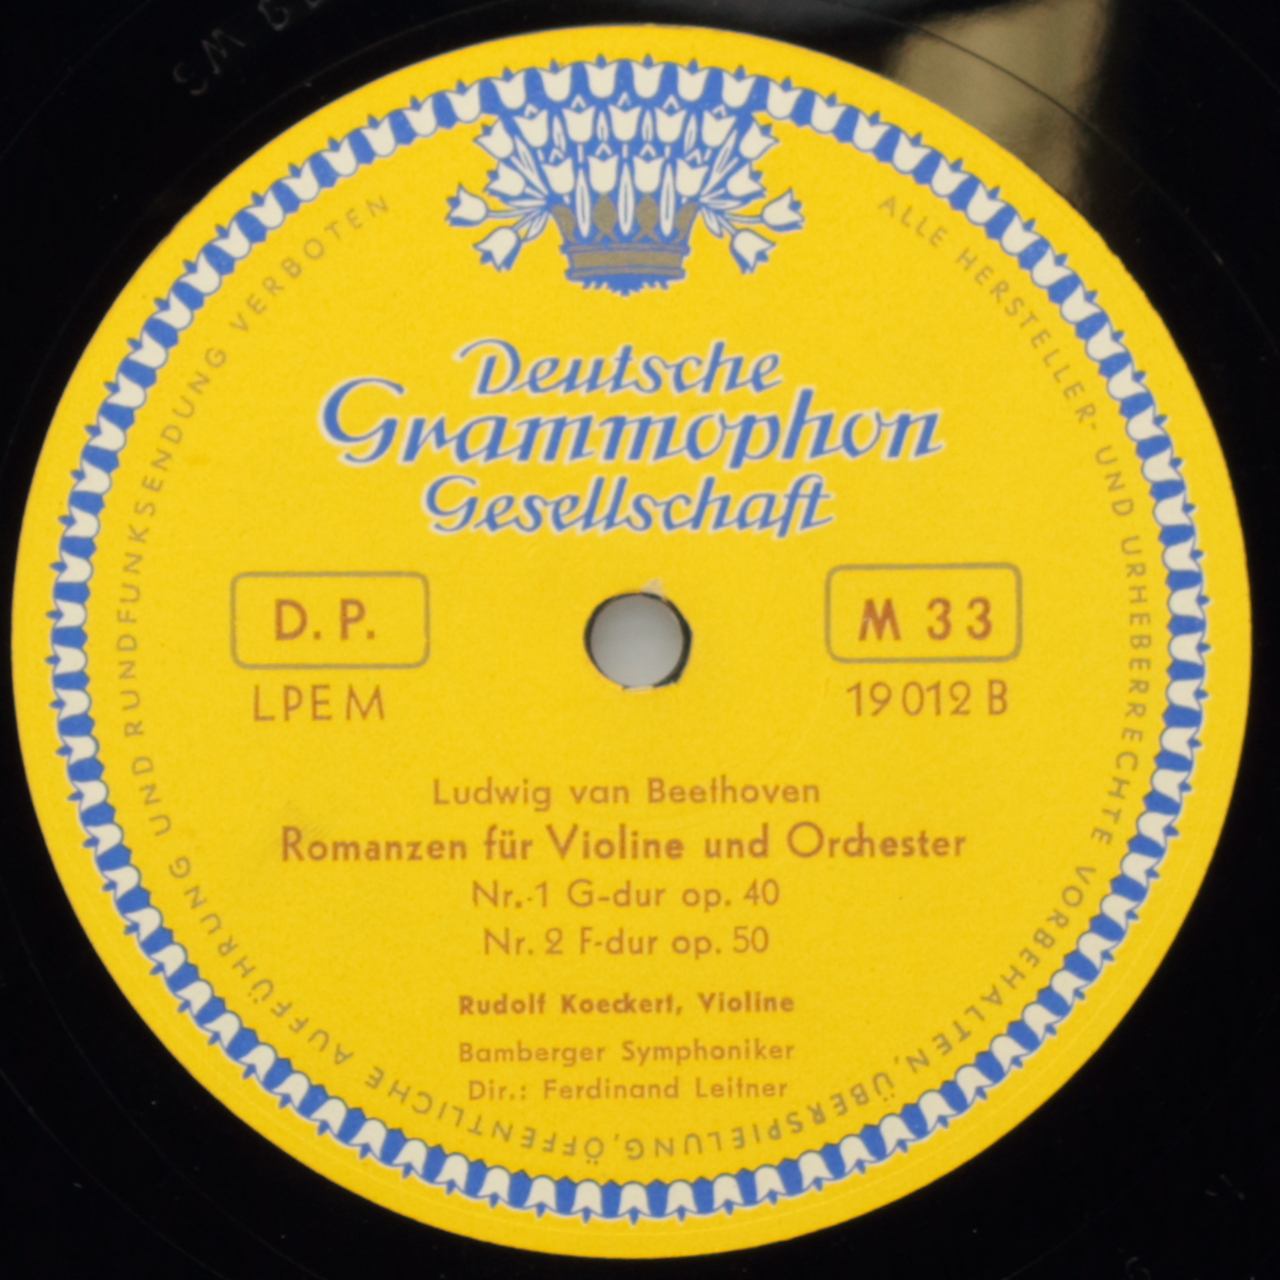 Deutsche
Grammophon
Gesellschaft
D. P.
LPEM
M 33
19 012 B
Ludwig van Beethoven
Romanzen für Violine und Orchester
Nr. 1 G-dur op. 40
Nr. 2 F-dur op. 50
Rudolf Koeckert, Violine
Bamberger Symphoniker
Dir.: Ferdinand Leitner
ALLE HERSTELLER- UND URHEBERRECHTE VORBEHALTEN, ÜBERSPIELUNG, ÖFFENTLICHE AUFFÜHRUNG UND RUNDFUNKSENDUNG VERBOTEN